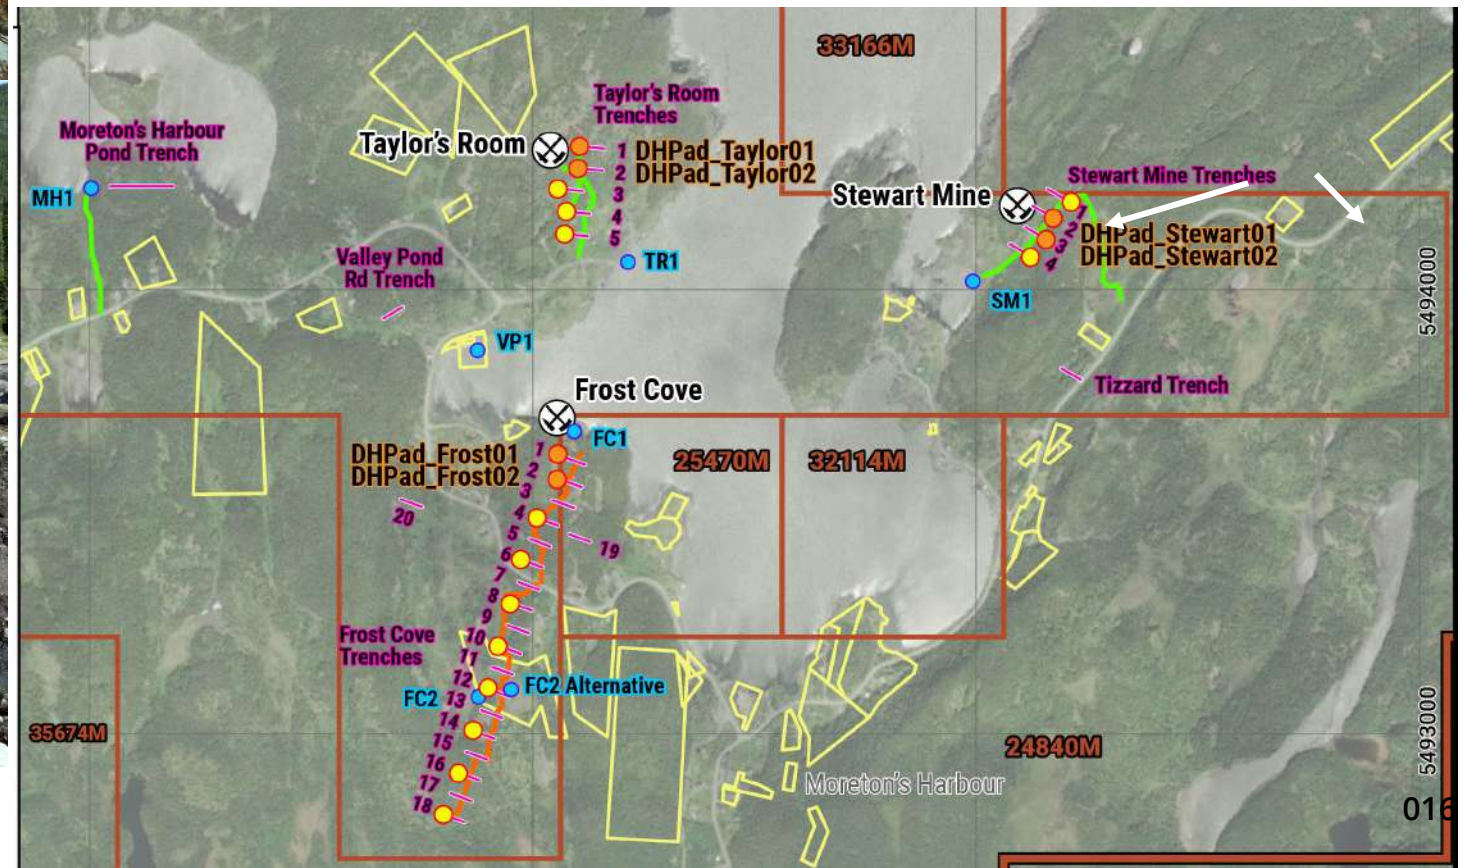 33166M
Taylor's Room
Trenches
Moreton's Harbour
Pond Trench
Taylor's Room
1
2
3
4
5
DHPad_Taylor01
DHPad_Taylor02
MH1
Stewart Mine Trenches
Stewart Mine
1
2
3
4
DHPad_Stewart01
DHPad_Stewart02
TR1
Valley Pond
Rd Trench
SM1
5494000
VP1
Tizzard Trench
Frost Cove
FC1
DHPad_Frost01
DHPad_Frost02
25470M
32114M
1
2
3
4
5
6
7
8
9
10
11
12
13
14
15
16
17
18
19
20
Frost Cove
Trenches
FC2
FC2 Alternative
35674M
24840M
5493000
Moreton's Harbour